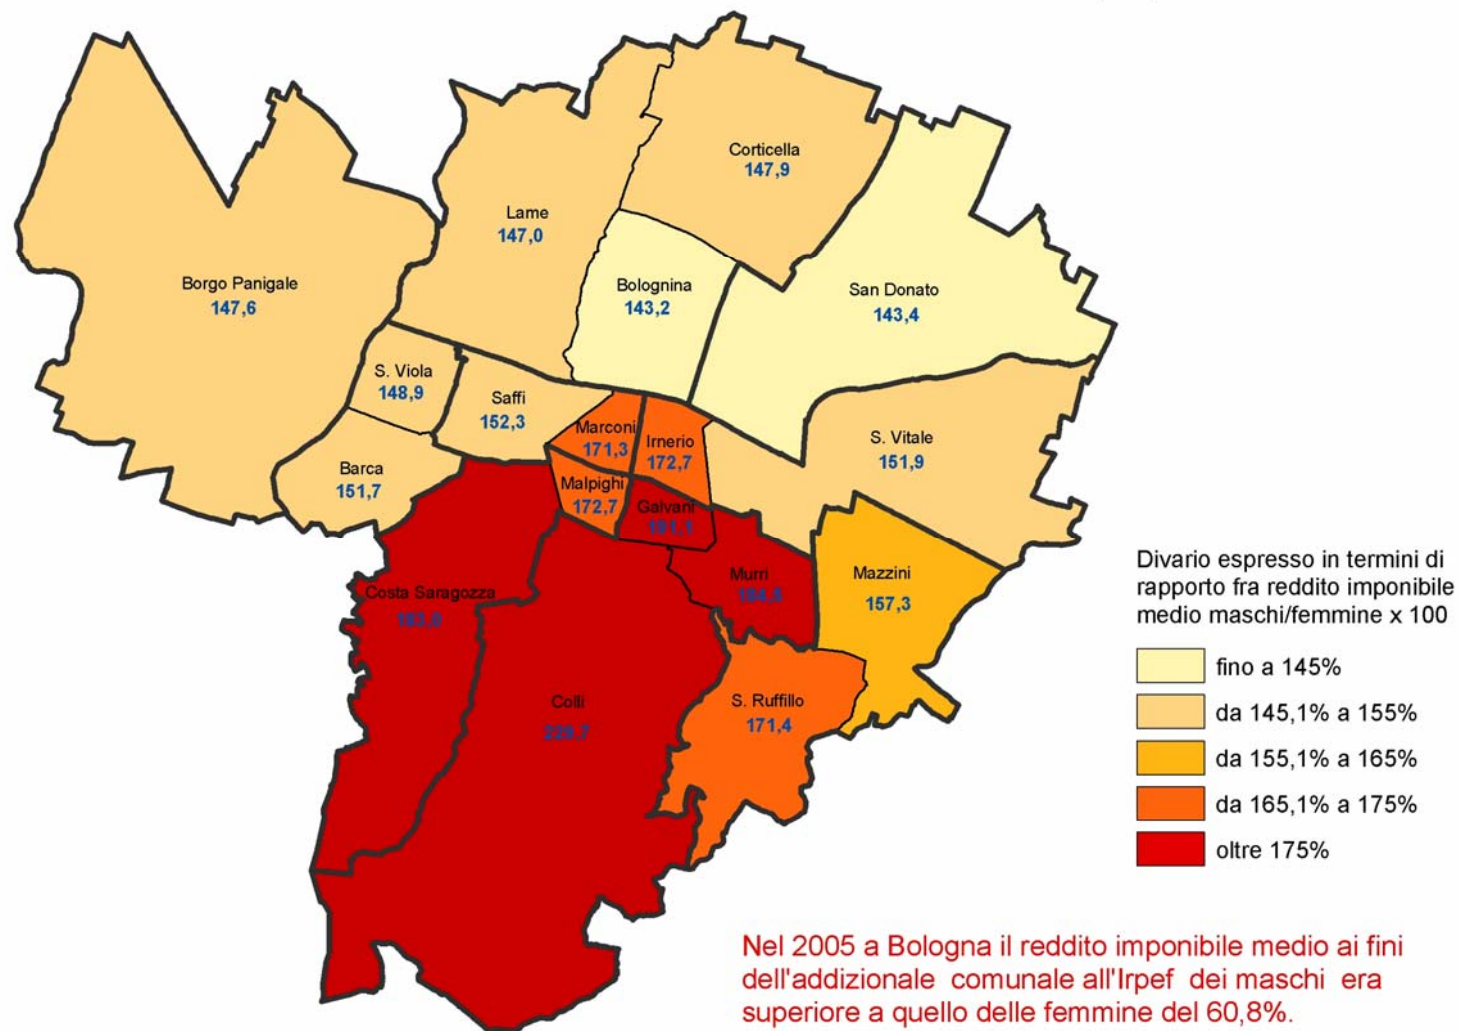 Corticella
147,9
Lame
147,0
Borgo Panigale
147,6
Bolognina
143,2
San Donato
143,4
S. Viola
148,9
Saffi
152,3
Marconi
171,3
Irnerio
172,7
S. Vitale
151,9
Barca
151,7
Malpighi
172,7
Galvani
191,1
Murri
Mazzini
157,3
Costa Saragozza
183,0
Colli
S. Ruffillo
171,4
Divario espresso in termini di
rapporto fra reddito imponibile
medio maschi/femmine x 100
fino a 145%
da 145,1% a 155%
da 155,1% a 165%
da 165,1% a 175%
oltre 175%
Nel 2005 a Bologna il reddito imponibile medio ai fini
dell'addizionale comunale all'Irpef dei maschi era
superiore a quello delle femmine del 60,8%.